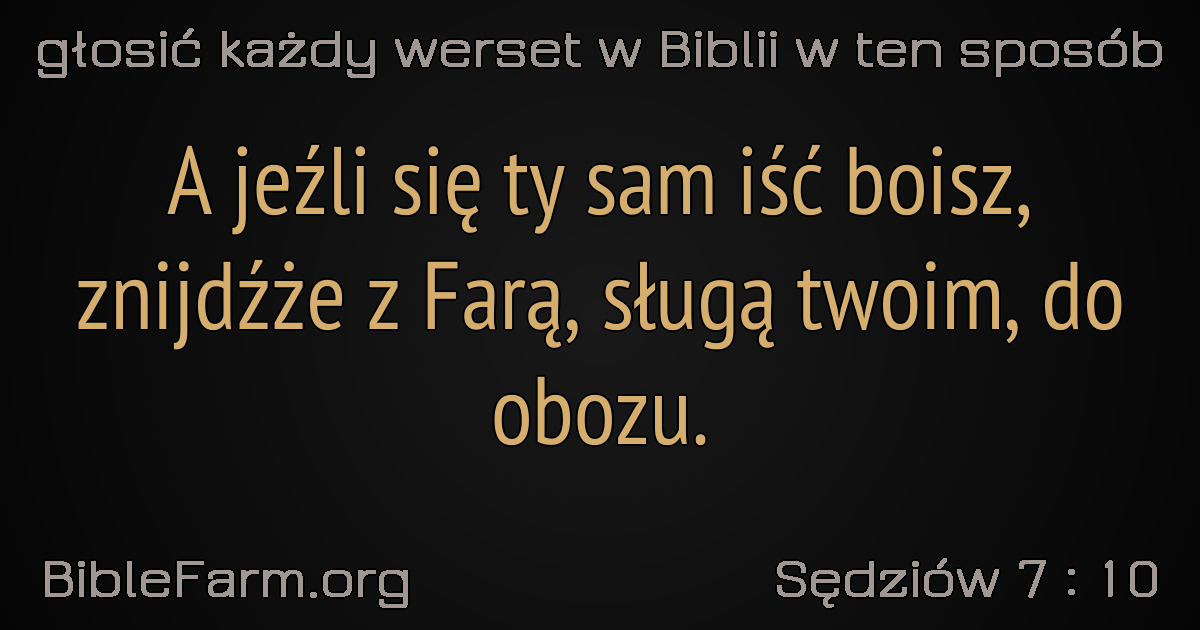 głosić każdy werset w Biblii w ten sposób
A jeźli się ty sam iść boisz,
znijdźże z Farą, sługą twoim, do
obozu.
BibleFarm.org
Sędziów 7 : 10